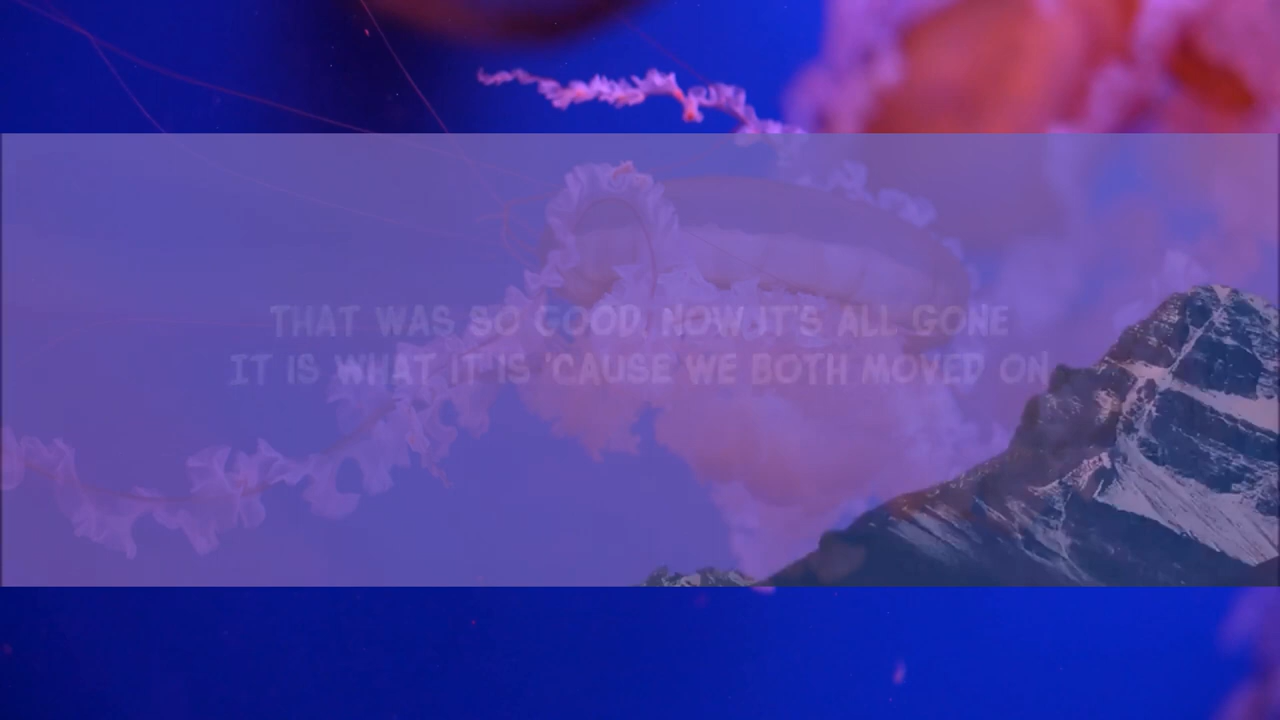 THAT WAS SO GOOD, NOW IT'S ALL GONE
IT IS WHAT IT IS 'CAUSE WE BOTH MOVED ON